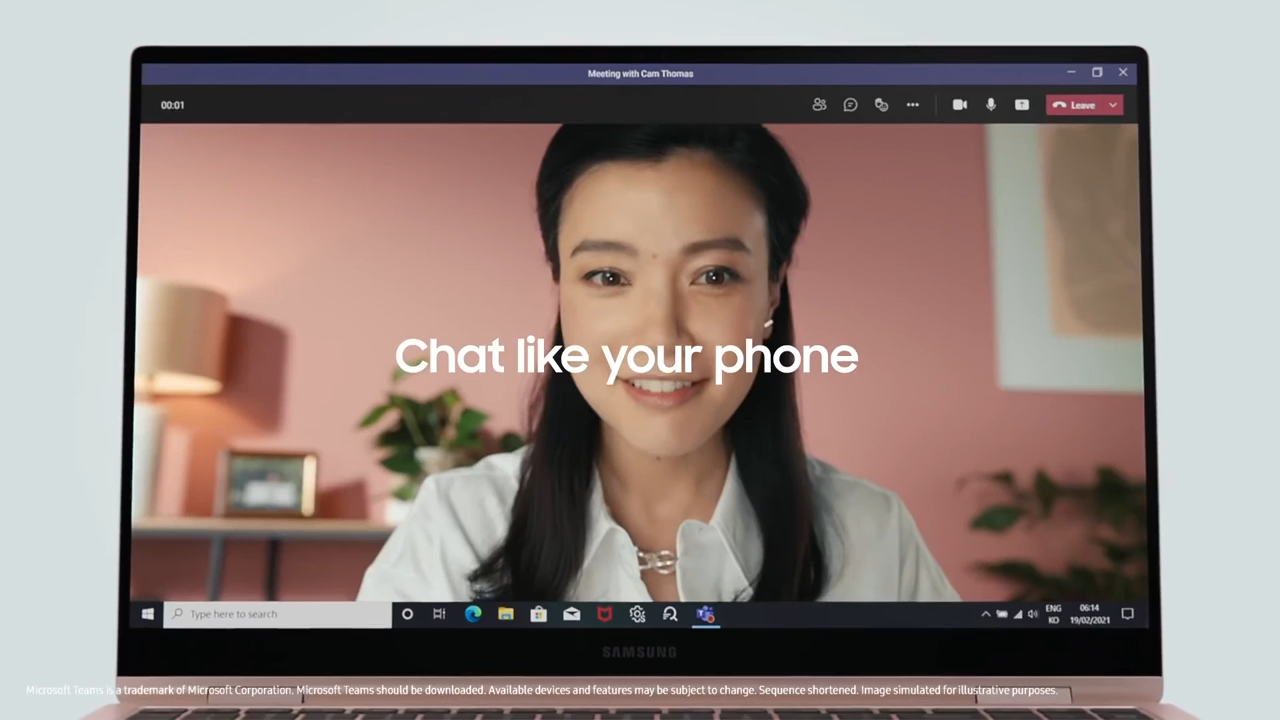 Meeting with Cam Thomas
00:01
Leave
Chat like your phone
Type here to search
ENG
KO
06:14
19/02/2021
SAMSUNG
Microsoft Teams is a trademark of Microsoft Corporation. Microsoft Teams should be downloaded. Available devices and features may be subject to change. Sequence shortened. Image simulated for illustrative purposes.